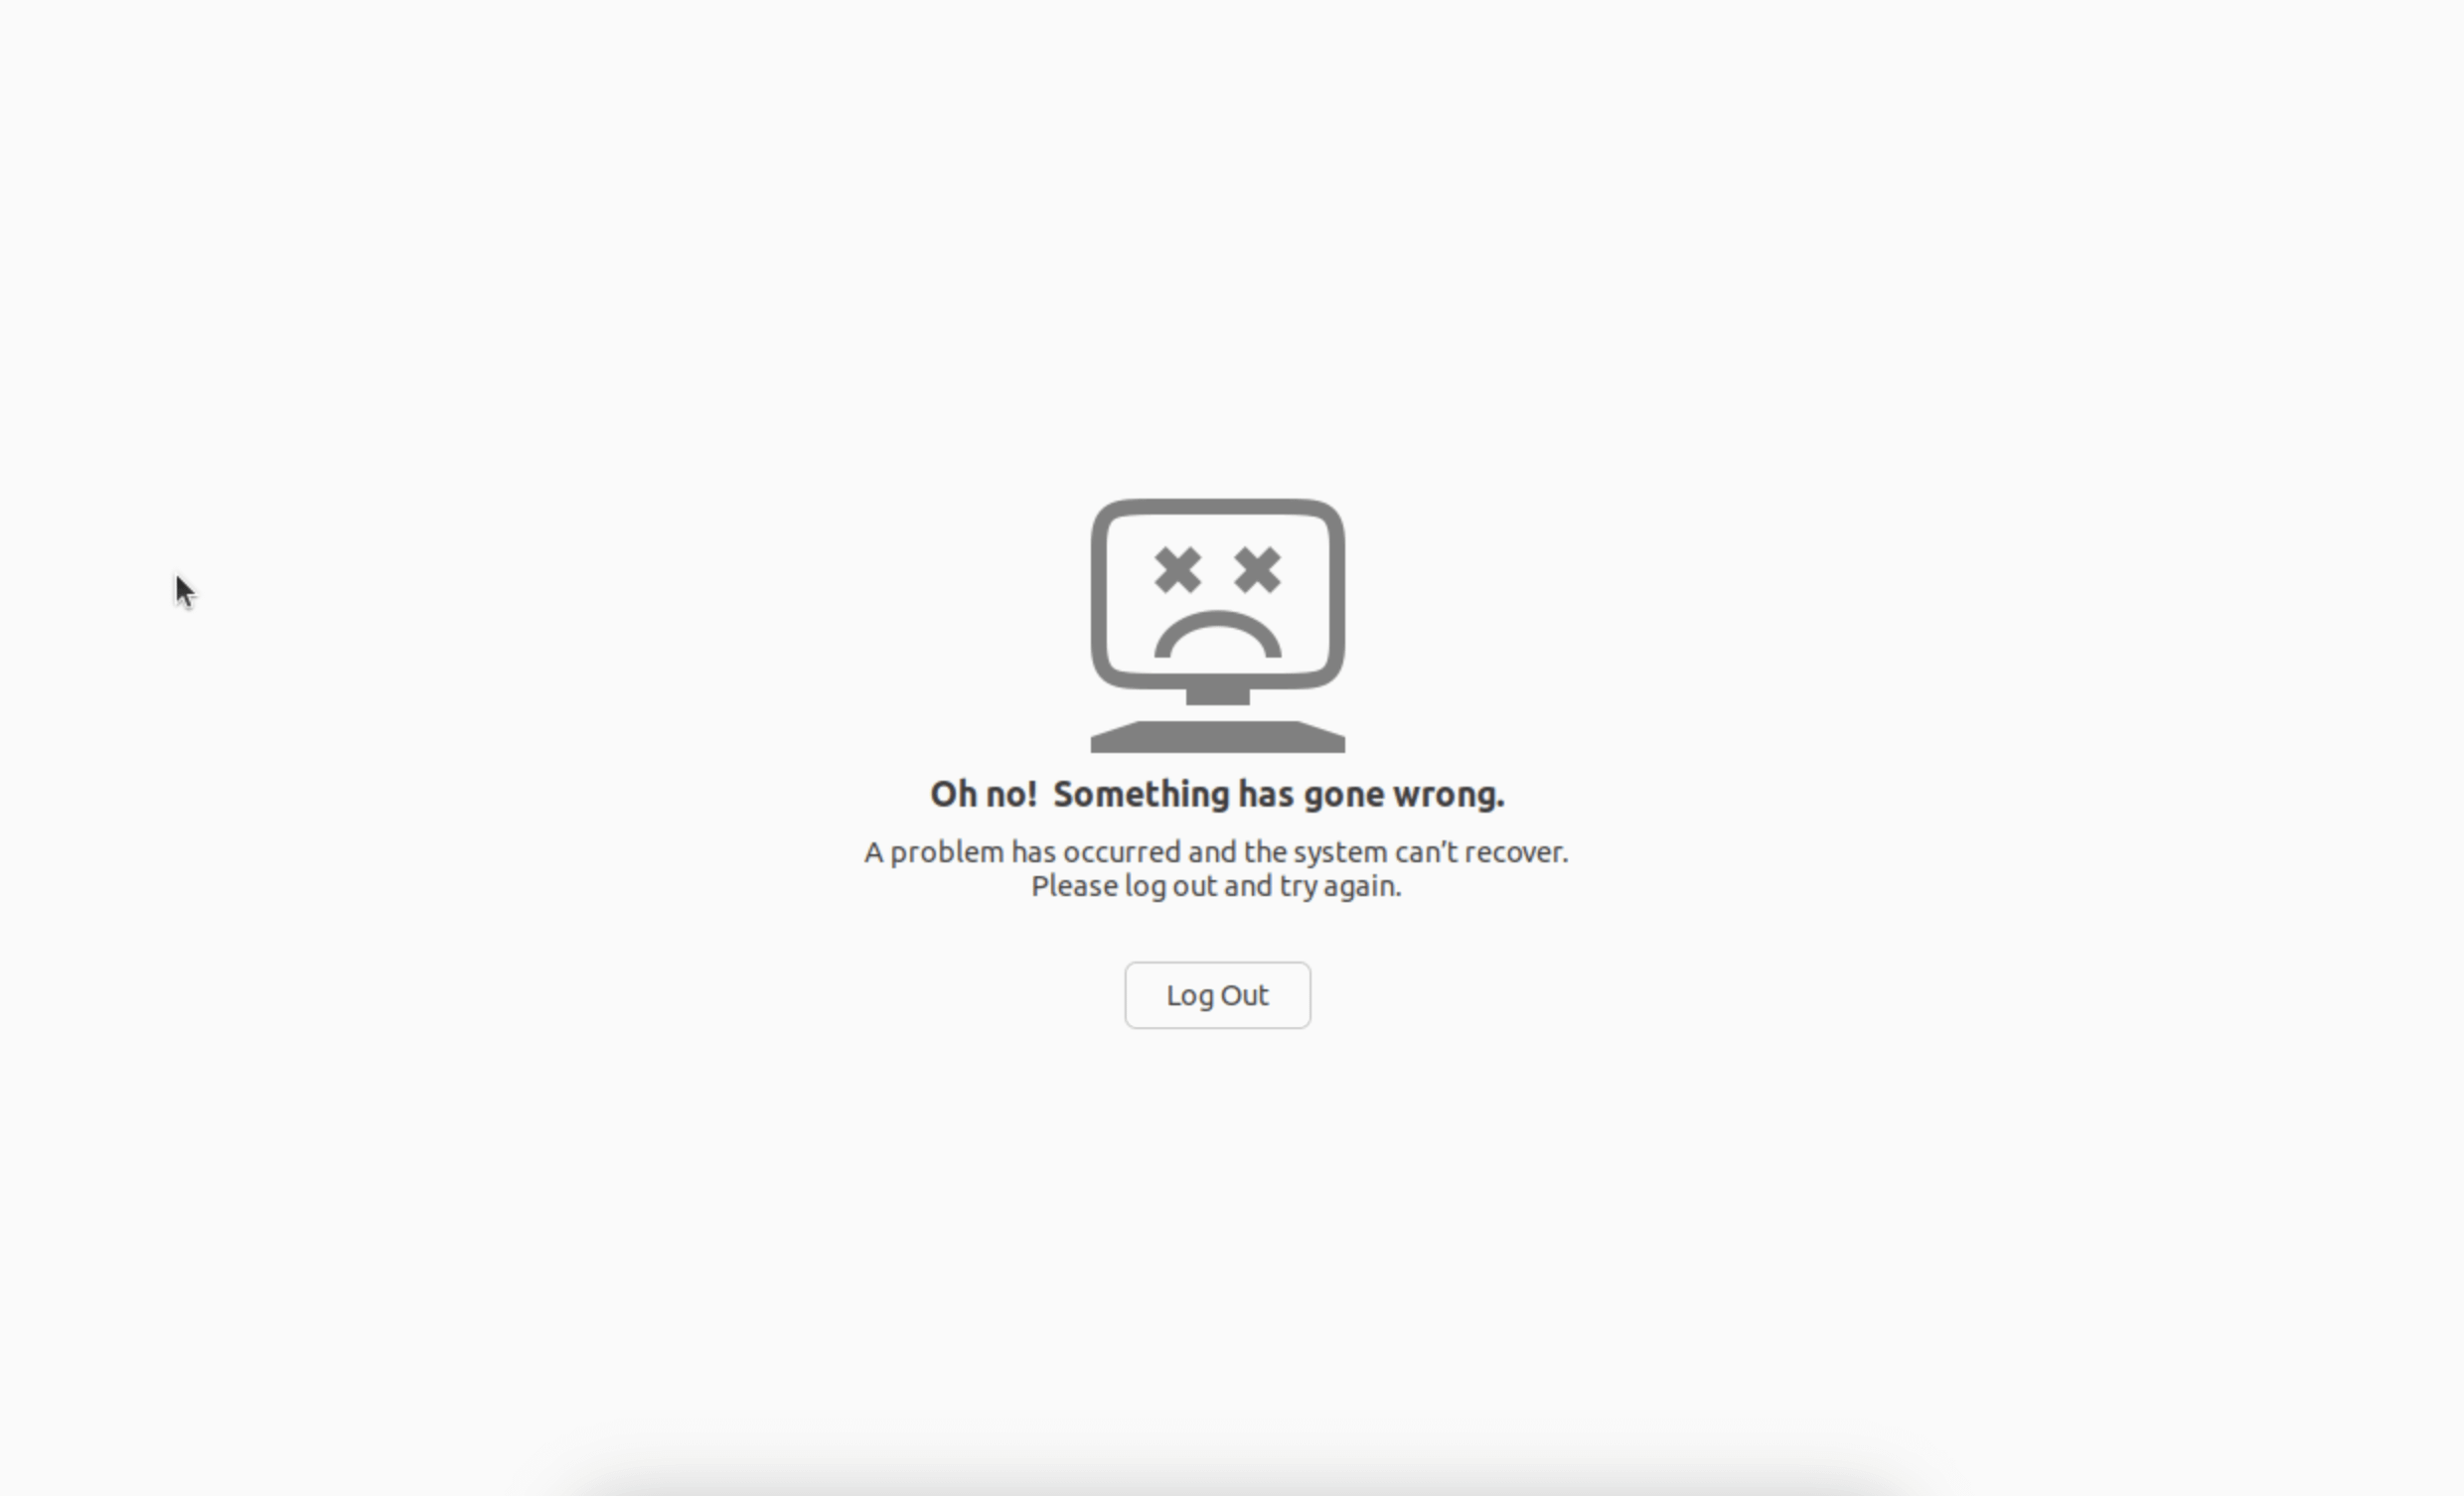 Oh no!  Something has gone wrong.
A problem has occurred and the system can’t recover.
Please log out and try again.
Log Out